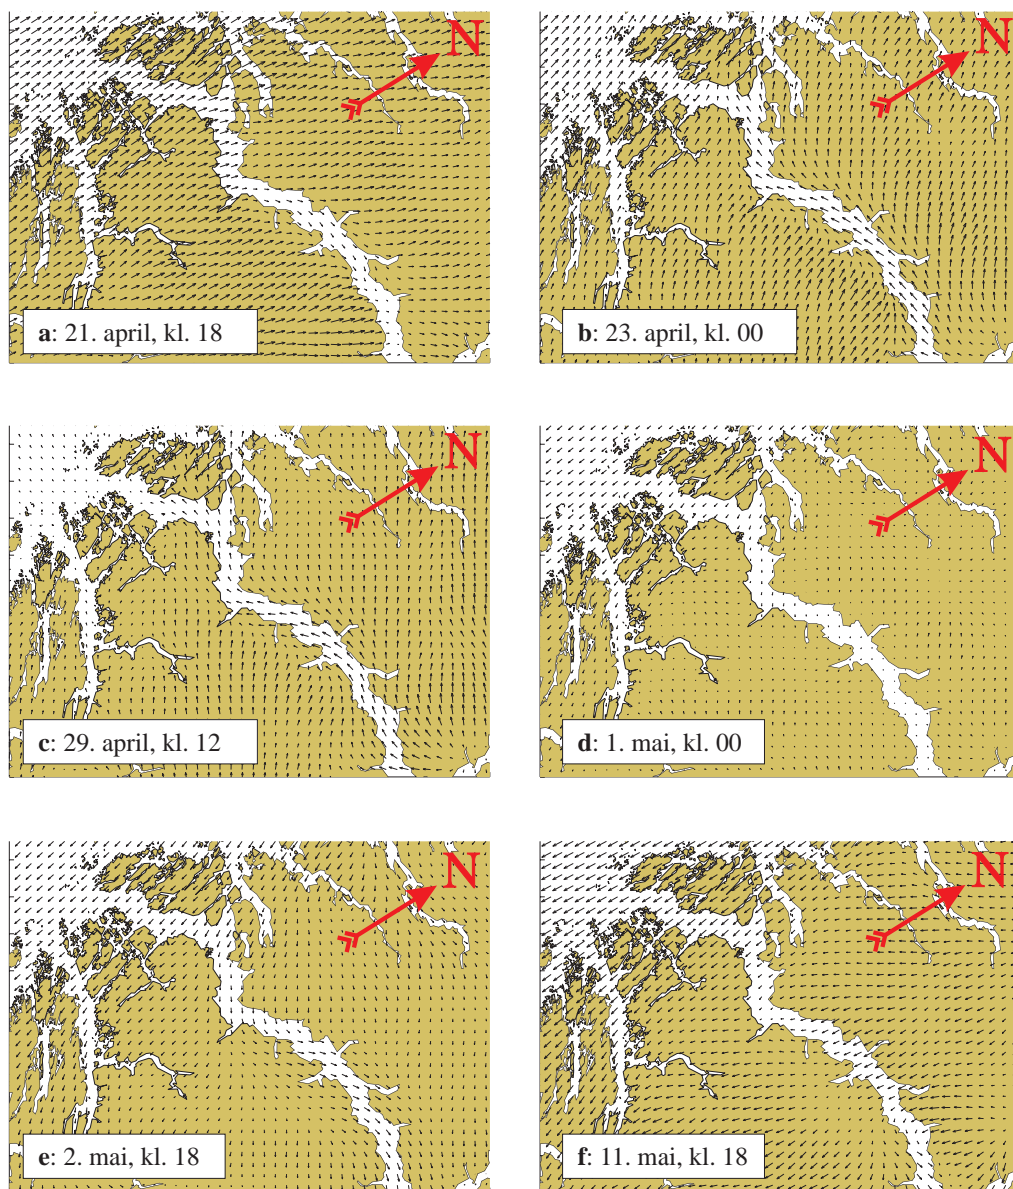 N
a: 21. april, kl. 18
N
b: 23. april, kl. 00
N
c: 29. april, kl. 12
N
d: 1. mai, kl. 00
N
e: 2. mai, kl. 18
N
f: 11. mai, kl. 18